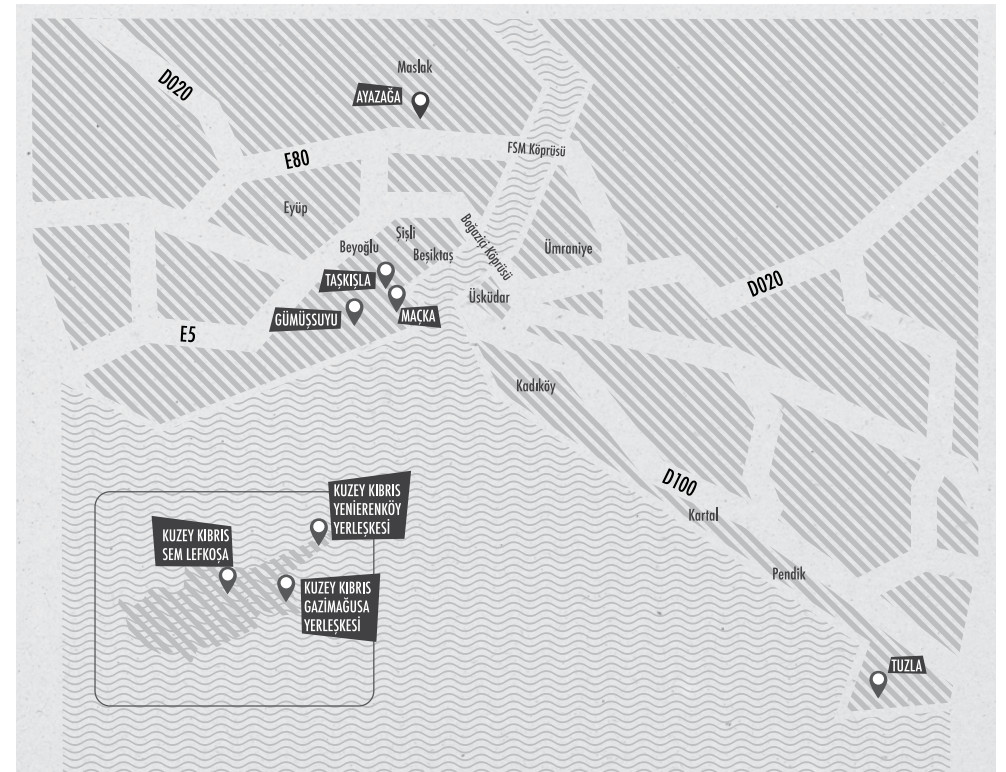 Maslak
D020
AYAZAĞA
FSM Köprüsü
E80
Eyüp
Boğaziçi Köprüsü
Şişli
Beyoğlu
Beşiktaş
Ümraniye
TAŞKIŞLA
D020
Üsküdar
GÜMÜŞSUYU
MAÇKA
E5
Kadıköy
D100
KUZEY KIBRIS
YENİERENKÖY
YERLEŞKESİ
Kartal
KUZEY KIBRIS
SEM LEFKOŞA
Pendik
KUZEY KIBRIS
GAZİMAĞUSA
YERLEŞKESİ
TUZLA